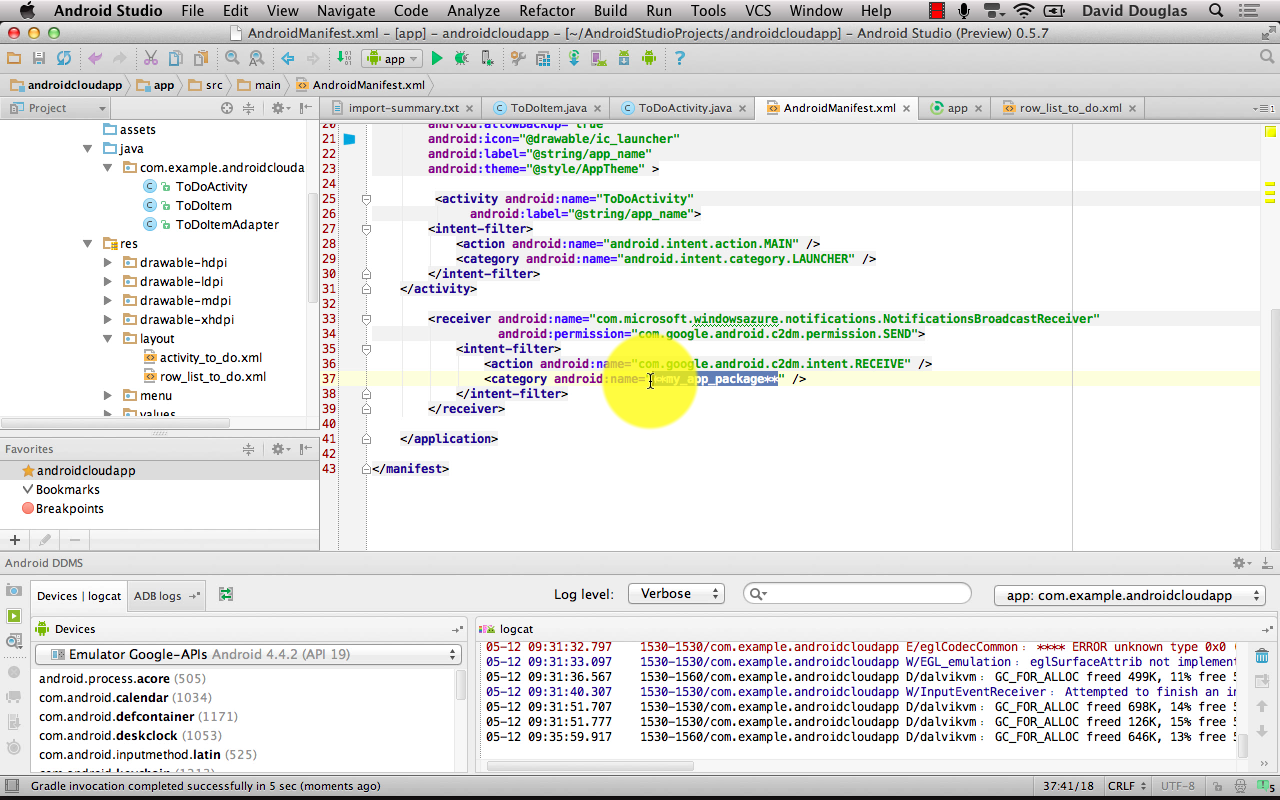 Android Studio File Edit View Navigate Code Analyze Refactor Build Run Tools VCS Window Help David Douglas
AndroidManifest.xml - [app] - androidcloudapp - [~/AndroidStudioProjects/androidcloudapp] - Android Studio (Preview) 0.5.7
app
androidcloudapp app src main AndroidManifest.xml
Project
import-summary.txt ToDoItem.java ToDoActivity.java AndroidManifest.xml app row_list_to_do.xml
assets
java
com.example.androidclouda
ToDoActivity
ToDoItem
ToDoItemAdapter
res
drawable-hdpi
drawable-ldpi
drawable-mdpi
drawable-xhdpi
layout
activity_to_do.xml
row_list_to_do.xml
menu
values
20 android:allowBackup="true"
21 android:icon="@drawable/ic_launcher"
22 android:label="@string/app_name"
23 android:theme="@style/AppTheme" >
24
25 <activity android:name="ToDoActivity"
26 android:label="@string/app_name">
27 <intent-filter>
28 <action android:name="android.intent.action.MAIN" />
29 <category android:name="android.intent.category.LAUNCHER" />
30 </intent-filter>
31 </activity>
32
33 <receiver android:name="com.microsoft.windowsazure.notifications.NotificationsBroadcastReceiver"
34 android:permission="com.google.android.c2dm.permission.SEND">
35 <intent-filter>
36 <action android:name="com.google.android.c2dm.intent.RECEIVE" />
37 <category android:name="**my_app_package**" />
38 </intent-filter>
39 </receiver>
40
41 </application>
42
43 </manifest>
Favorites
androidcloudapp
Bookmarks
Breakpoints
Android DDMS
Devices | logcat ADB logs Log level: Verbose app: com.example.androidcloudapp
Devices
Emulator Google-APIs Android 4.4.2 (API 19)
android.process.acore (505)
com.android.calendar (1034)
com.android.defcontainer (1171)
com.android.deskclock (1053)
com.android.inputmethod.latin (525)
logcat
05-12 09:31:32.797 1530-1530/com.example.androidcloudapp E/eglCodecCommon: **** ERROR unknown type 0x0 (
05-12 09:31:33.097 1530-1530/com.example.androidcloudapp W/EGL_emulation: eglSurfaceAttrib not implement
05-12 09:31:36.567 1530-1560/com.example.androidcloudapp D/dalvikvm: GC_FOR_ALLOC freed 499K, 11% free 5
05-12 09:31:40.307 1530-1530/com.example.androidcloudapp W/InputEventReceiver: Attempted to finish an in
05-12 09:31:51.707 1530-1560/com.example.androidcloudapp D/dalvikvm: GC_FOR_ALLOC freed 698K, 14% free 5
05-12 09:31:51.777 1530-1530/com.example.androidcloudapp D/dalvikvm: GC_FOR_ALLOC freed 126K, 15% free 5
05-12 09:35:59.917 1530-1560/com.example.androidcloudapp D/dalvikvm: GC_FOR_ALLOC freed 646K, 13% free 5
Gradle invocation completed successfully in 5 sec (moments ago) 37:41/18 CRLF UTF-8 5